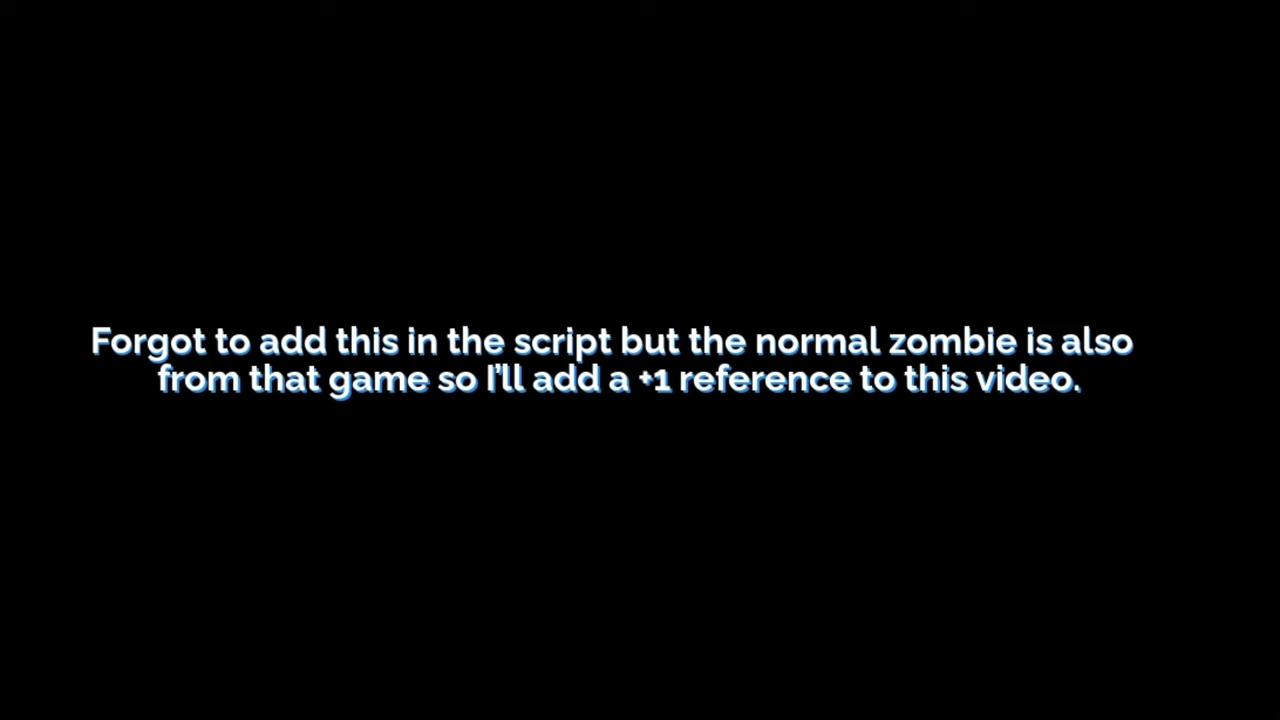 Forgot to add this in the script but the normal zombie is also
from that game so I’ll add a +1 reference to this video.